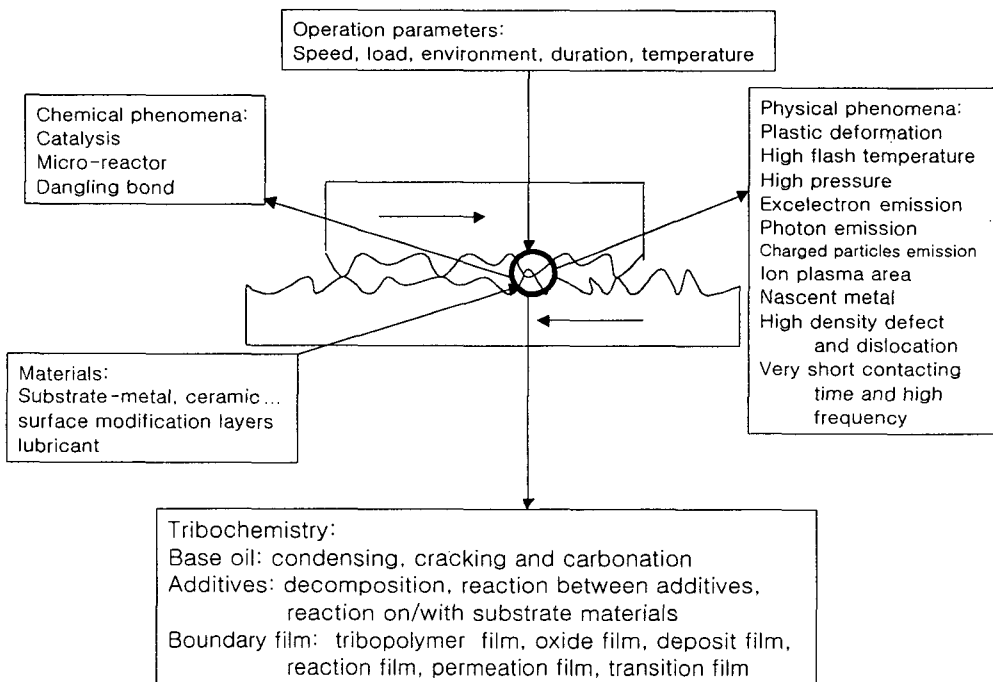 Operation parameters:
Speed, load, environment, duration, temperature
Chemical phenomena:
Catalysis
Micro-reactor
Dangling bond
Physical phenomena:
Plastic deformation
High flash temperature
High pressure
Excelectron emission
Photon emission
Charged particles emission
Ion plasma area
Nascent metal
High density defect
and dislocation
Very short contacting
time and high
frequency
Materials:
Substrate-metal, ceramic...
surface modification layers
lubricant
Tribochemistry:
Base oil: condensing, cracking and carbonation
Additives: decomposition, reaction between additives,
reaction on/with substrate materials
Boundary film: tribopolymer film, oxide film, deposit film,
reaction film, permeation film, transition film